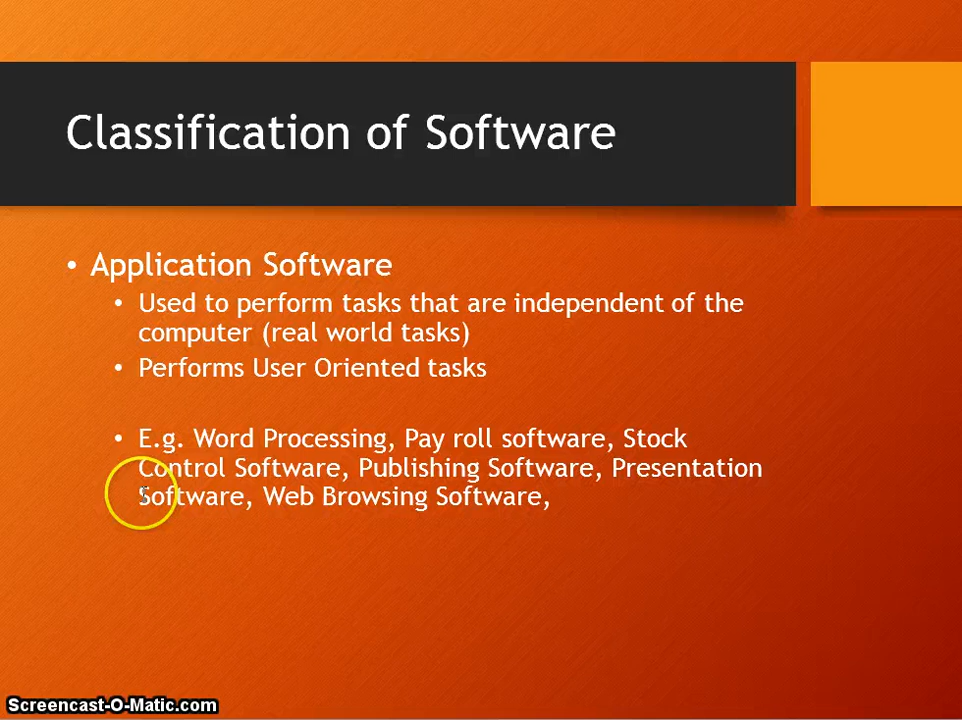 Classification of Software
• Application Software
• Used to perform tasks that are independent of the
computer (real world tasks)
• Performs User Oriented tasks
• E.g. Word Processing, Pay roll software, Stock
Control Software, Publishing Software, Presentation
Software, Web Browsing Software,
Screencast-O-Matic.com